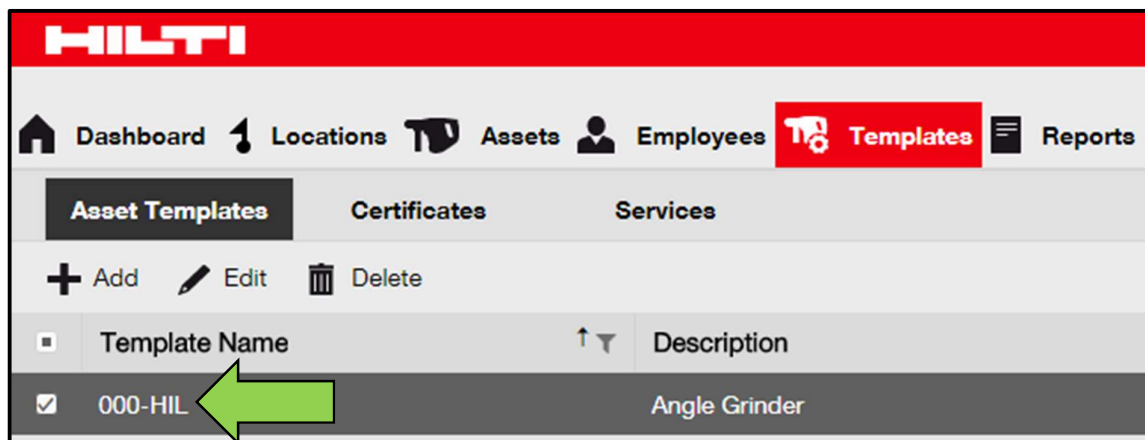 HILTI
Dashboard Locations Assets Employees Templates Reports
Asset Templates Certificates Services
Add Edit Delete
Template Name Description
000-HIL Angle Grinder